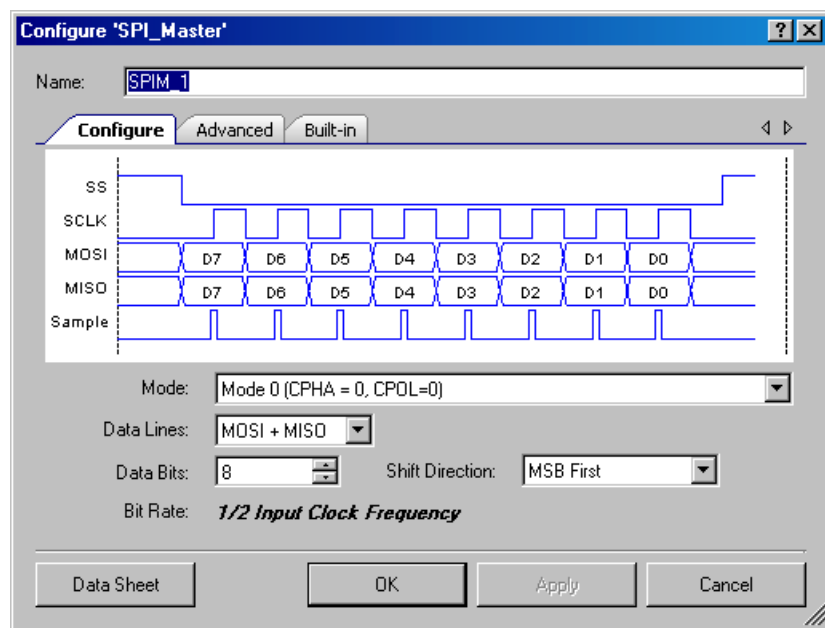 Configure 'SPI_Master'
Name: SPIM_1
Configure Advanced Built-in
SS
SCLK
MOSI D7 D6 D5 D4 D3 D2 D1 D0
MISO D7 D6 D5 D4 D3 D2 D1 D0
Sample
Mode: Mode 0 (CPHA = 0, CPOL=0)
Data Lines: MOSI + MISO
Data Bits: 8 Shift Direction: MSB First
Bit Rate: 1/2 Input Clock Frequency
Data Sheet OK Apply Cancel